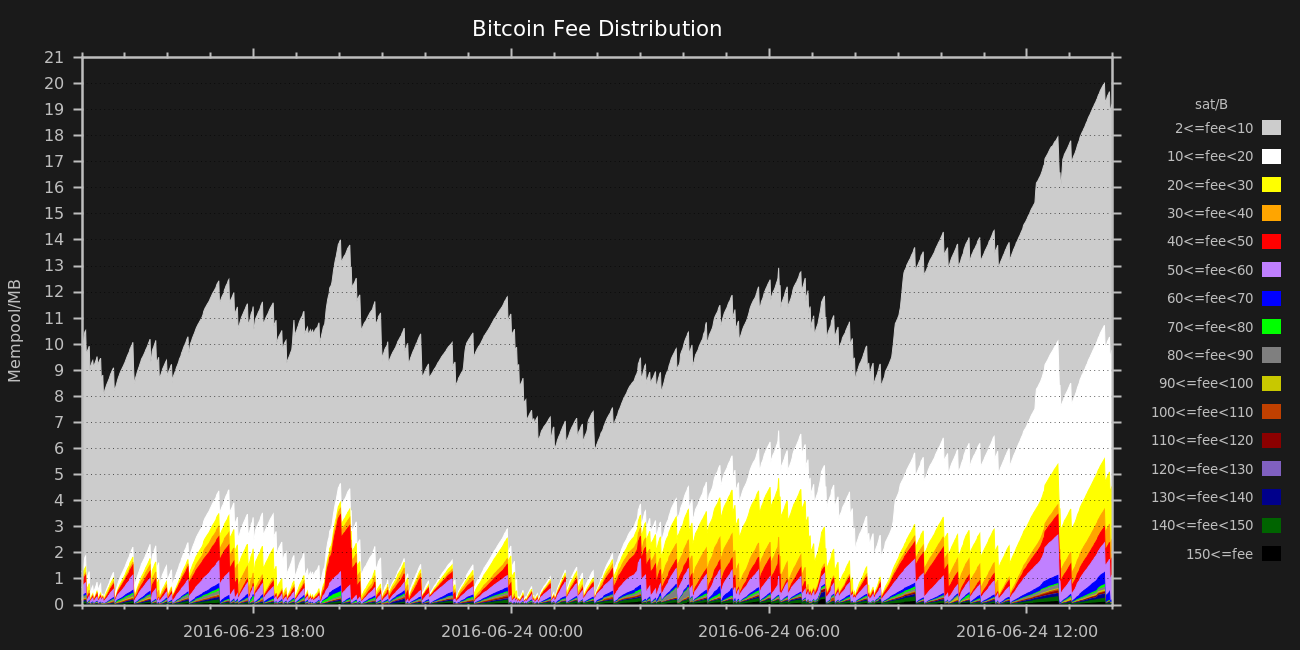 Bitcoin Fee Distribution
Mempool/MB
21
20
19
18
17
16
15
14
13
12
11
10
9
8
7
6
5
4
3
2
1
0
2016-06-23 18:00
2016-06-24 00:00
2016-06-24 06:00
2016-06-24 12:00
sat/B
2<=fee<10
10<=fee<20
20<=fee<30
30<=fee<40
40<=fee<50
50<=fee<60
60<=fee<70
70<=fee<80
80<=fee<90
90<=fee<100
100<=fee<110
110<=fee<120
120<=fee<130
130<=fee<140
140<=fee<150
150<=fee